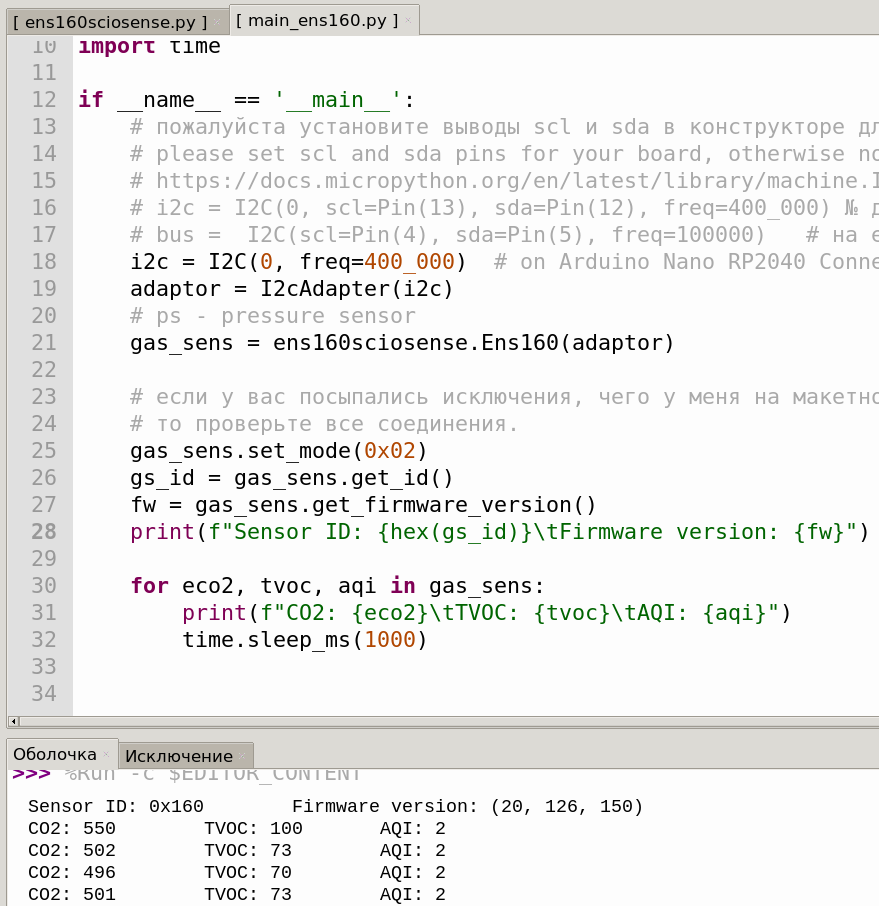 [ ens160sciosense.py ] × [ main_ens160.py ] ×
10 import time
11
12 if __name__ == '__main__':
13 # пожалуйста установите выводы scl и sda в конструкторе
14 # please set scl and sda pins for your board, otherwise
15 # https://docs.micropython.org/en/latest/library/machine.I
16 # i2c = I2C(0, scl=Pin(13), sda=Pin(12), freq=400_000) №
17 # bus =  I2C(scl=Pin(4), sda=Pin(5), freq=100000)   # на
18 i2c = I2C(0, freq=400_000)  # on Arduino Nano RP2040
19 adaptor = I2cAdapter(i2c)
20 # ps - pressure sensor
21 gas_sens = ens160sciosense.Ens160(adaptor)
22
23 # если у вас посыпались исключения, чего у меня на
24 # то проверьте все соединения.
25 gas_sens.set_mode(0x02)
26 gs_id = gas_sens.get_id()
27 fw = gas_sens.get_firmware_version()
28 print(f"Sensor ID: {hex(gs_id)}\tFirmware version: {fw}")
29
30 for eco2, tvoc, aqi in gas_sens:
31 print(f"CO2: {eco2}\tTVOC: {tvoc}\tAQI: {aqi}")
32 time.sleep_ms(1000)
33
34
Оболочка × Исключение ×
>>> %Run -c $EDITOR_CONTENT
Sensor ID: 0x160 Firmware version: (20, 126, 150)
CO2: 550 TVOC: 100 AQI: 2
CO2: 502 TVOC: 73 AQI: 2
CO2: 496 TVOC: 70 AQI: 2
CO2: 501 TVOC: 73 AQI: 2